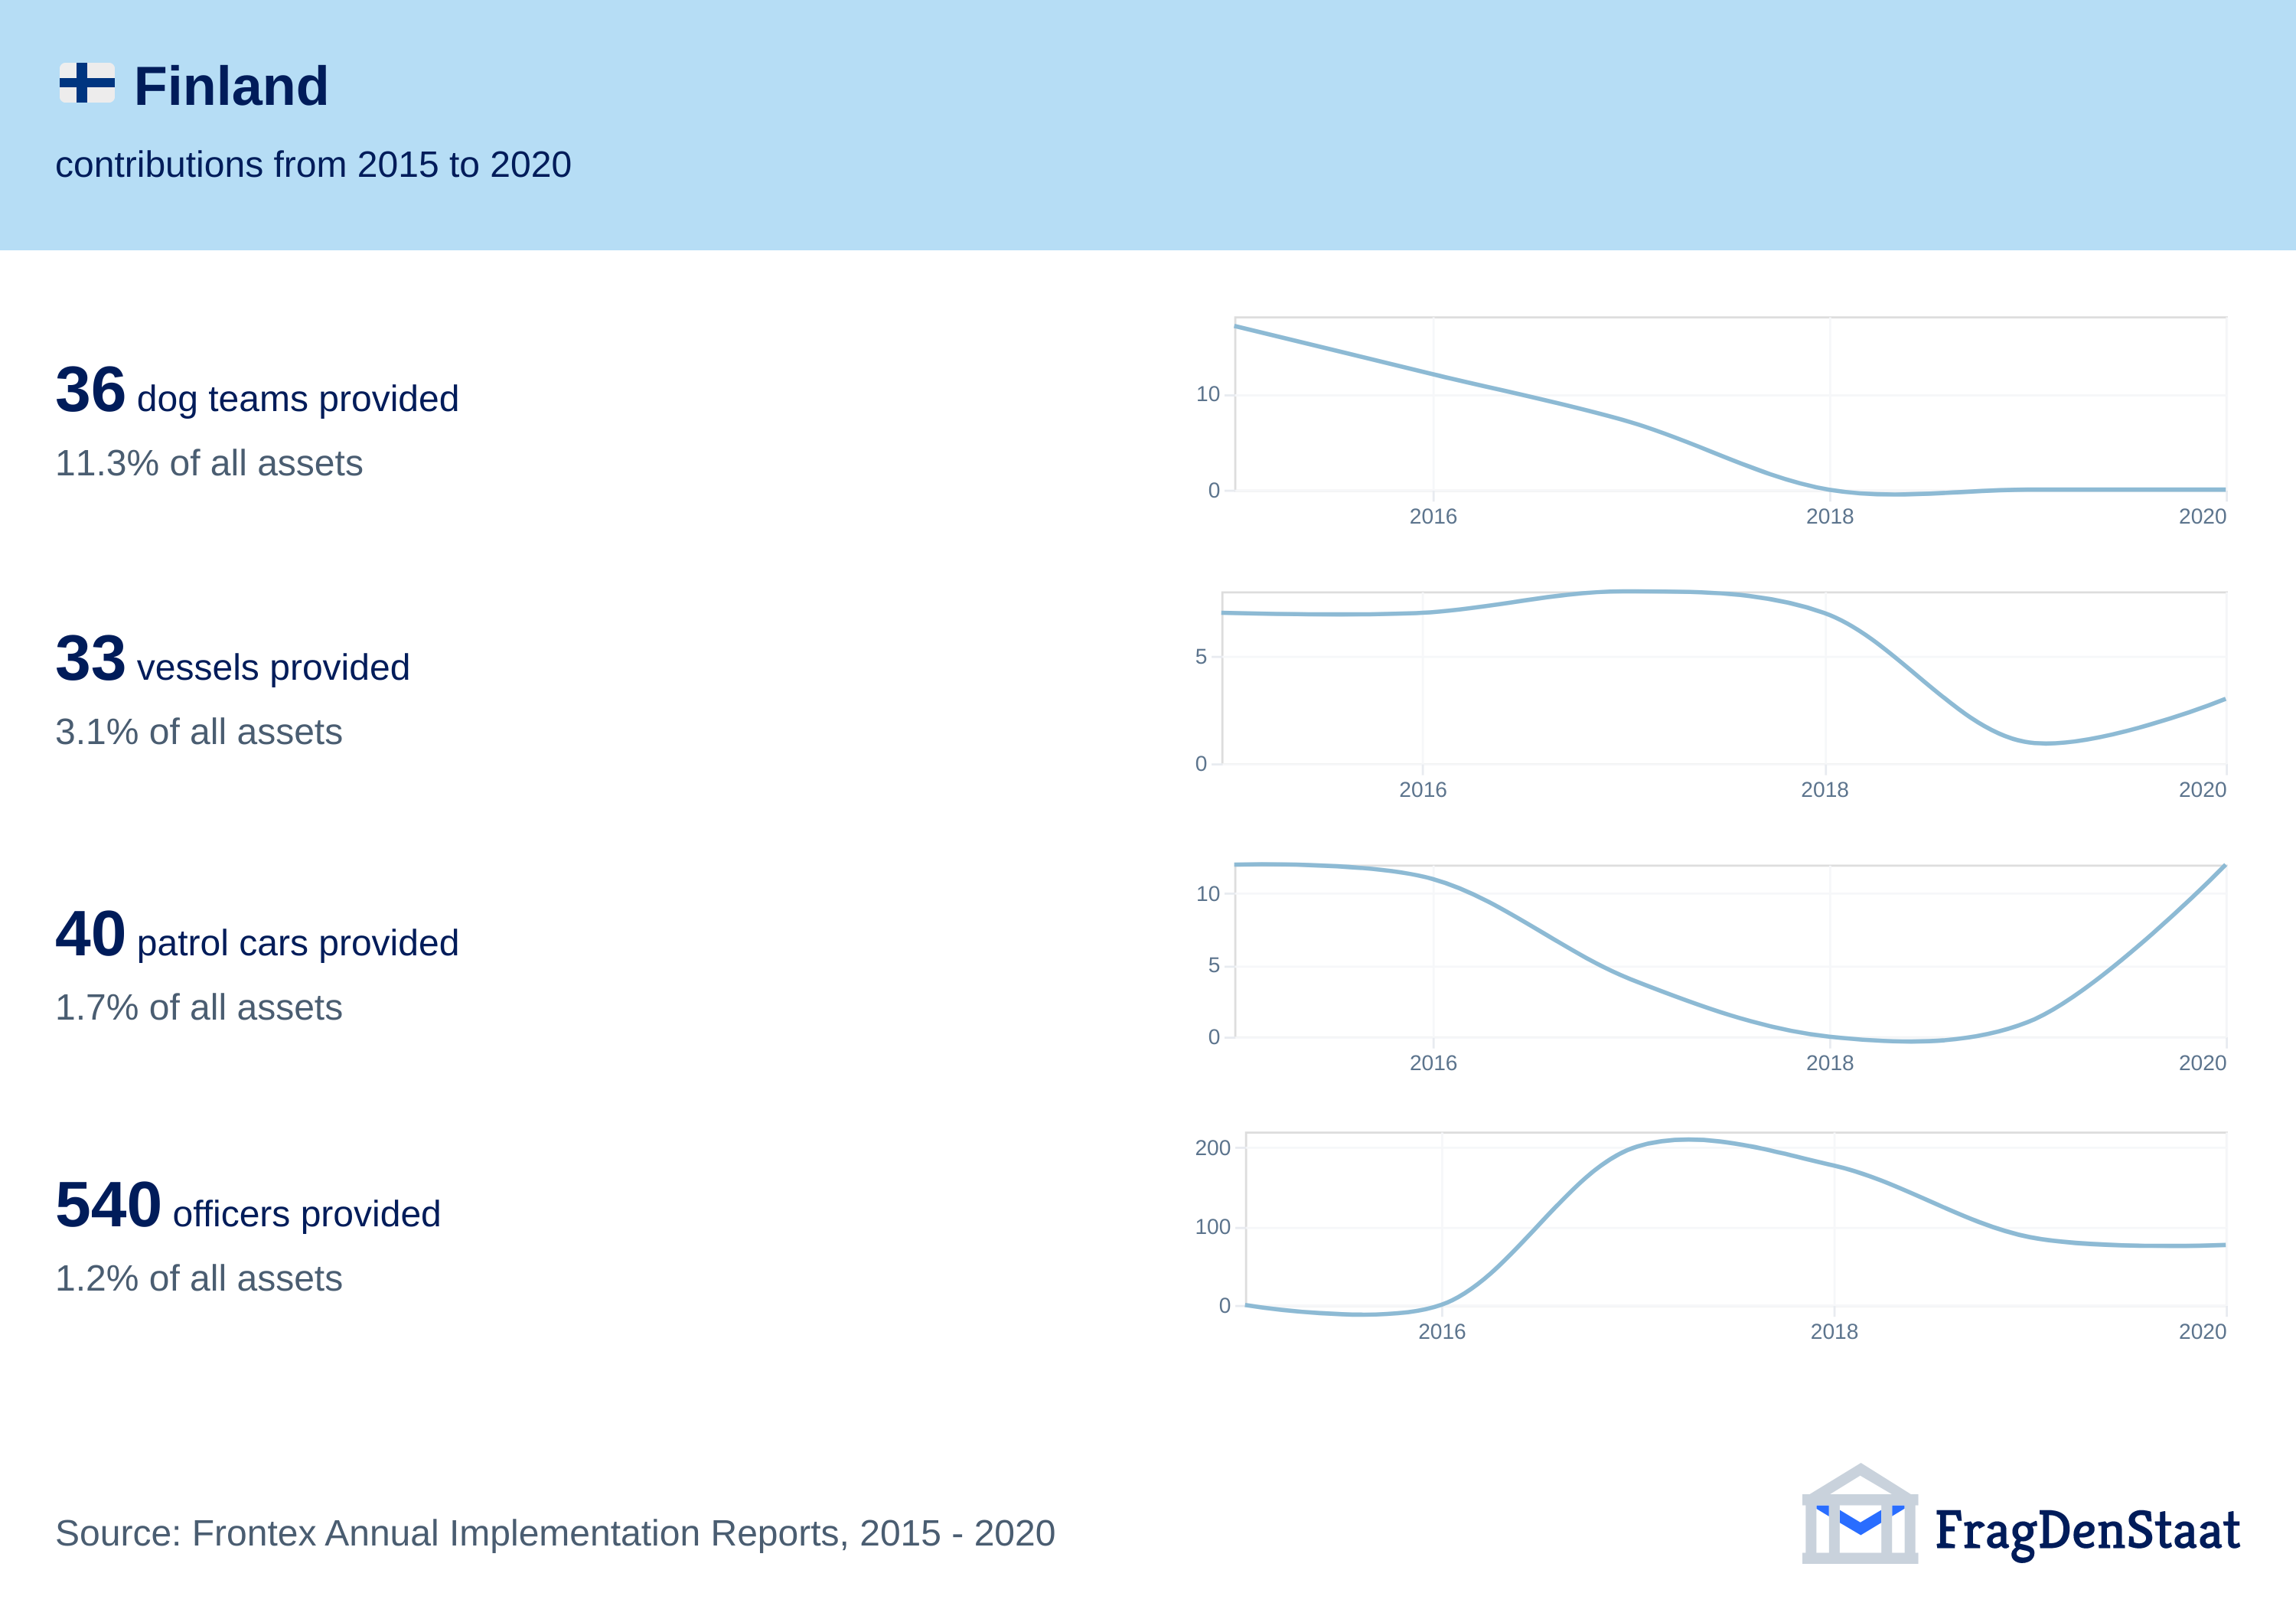 Finland
contributions from 2015 to 2020
36 dog teams provided
11.3% of all assets
10
0
2016 2018 2020
33 vessels provided
3.1% of all assets
5
0
2016 2018 2020
40 patrol cars provided
1.7% of all assets
10
5
0
2016 2018 2020
540 officers provided
1.2% of all assets
200
100
0
2016 2018 2020
Source: Frontex Annual Implementation Reports, 2015 - 2020
FragDenStaat